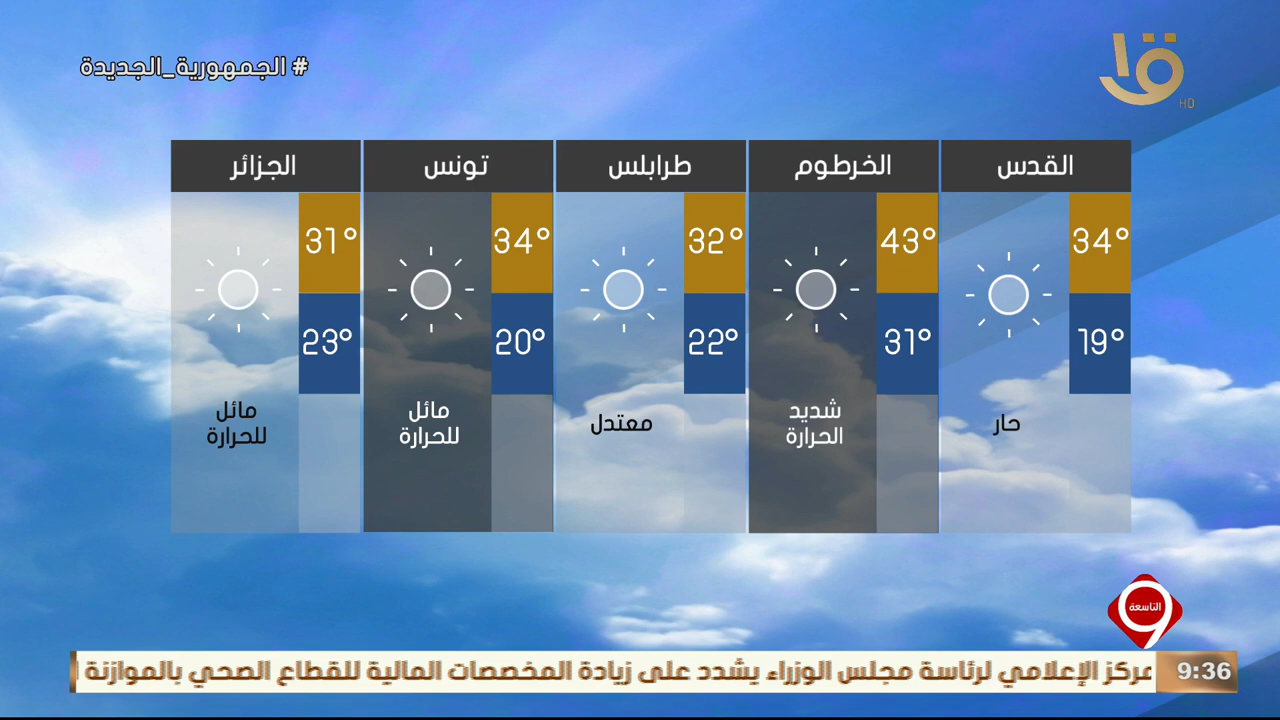 #الجمهورية_الجديدة
HD
القدس
34°
19°
حار
الخرطوم
43°
31°
شديد
الحرارة
طرابلس
32°
22°
معتدل
تونس
34°
20°
مائل
للحرارة
الجزائر
31°
23°
مائل
للحرارة
التاسعة
9
9:36
مركز الإعلامي لرئاسة مجلس الوزراء يشدد على زيادة المخصصات المالية للقطاع الصحي بالموازنة